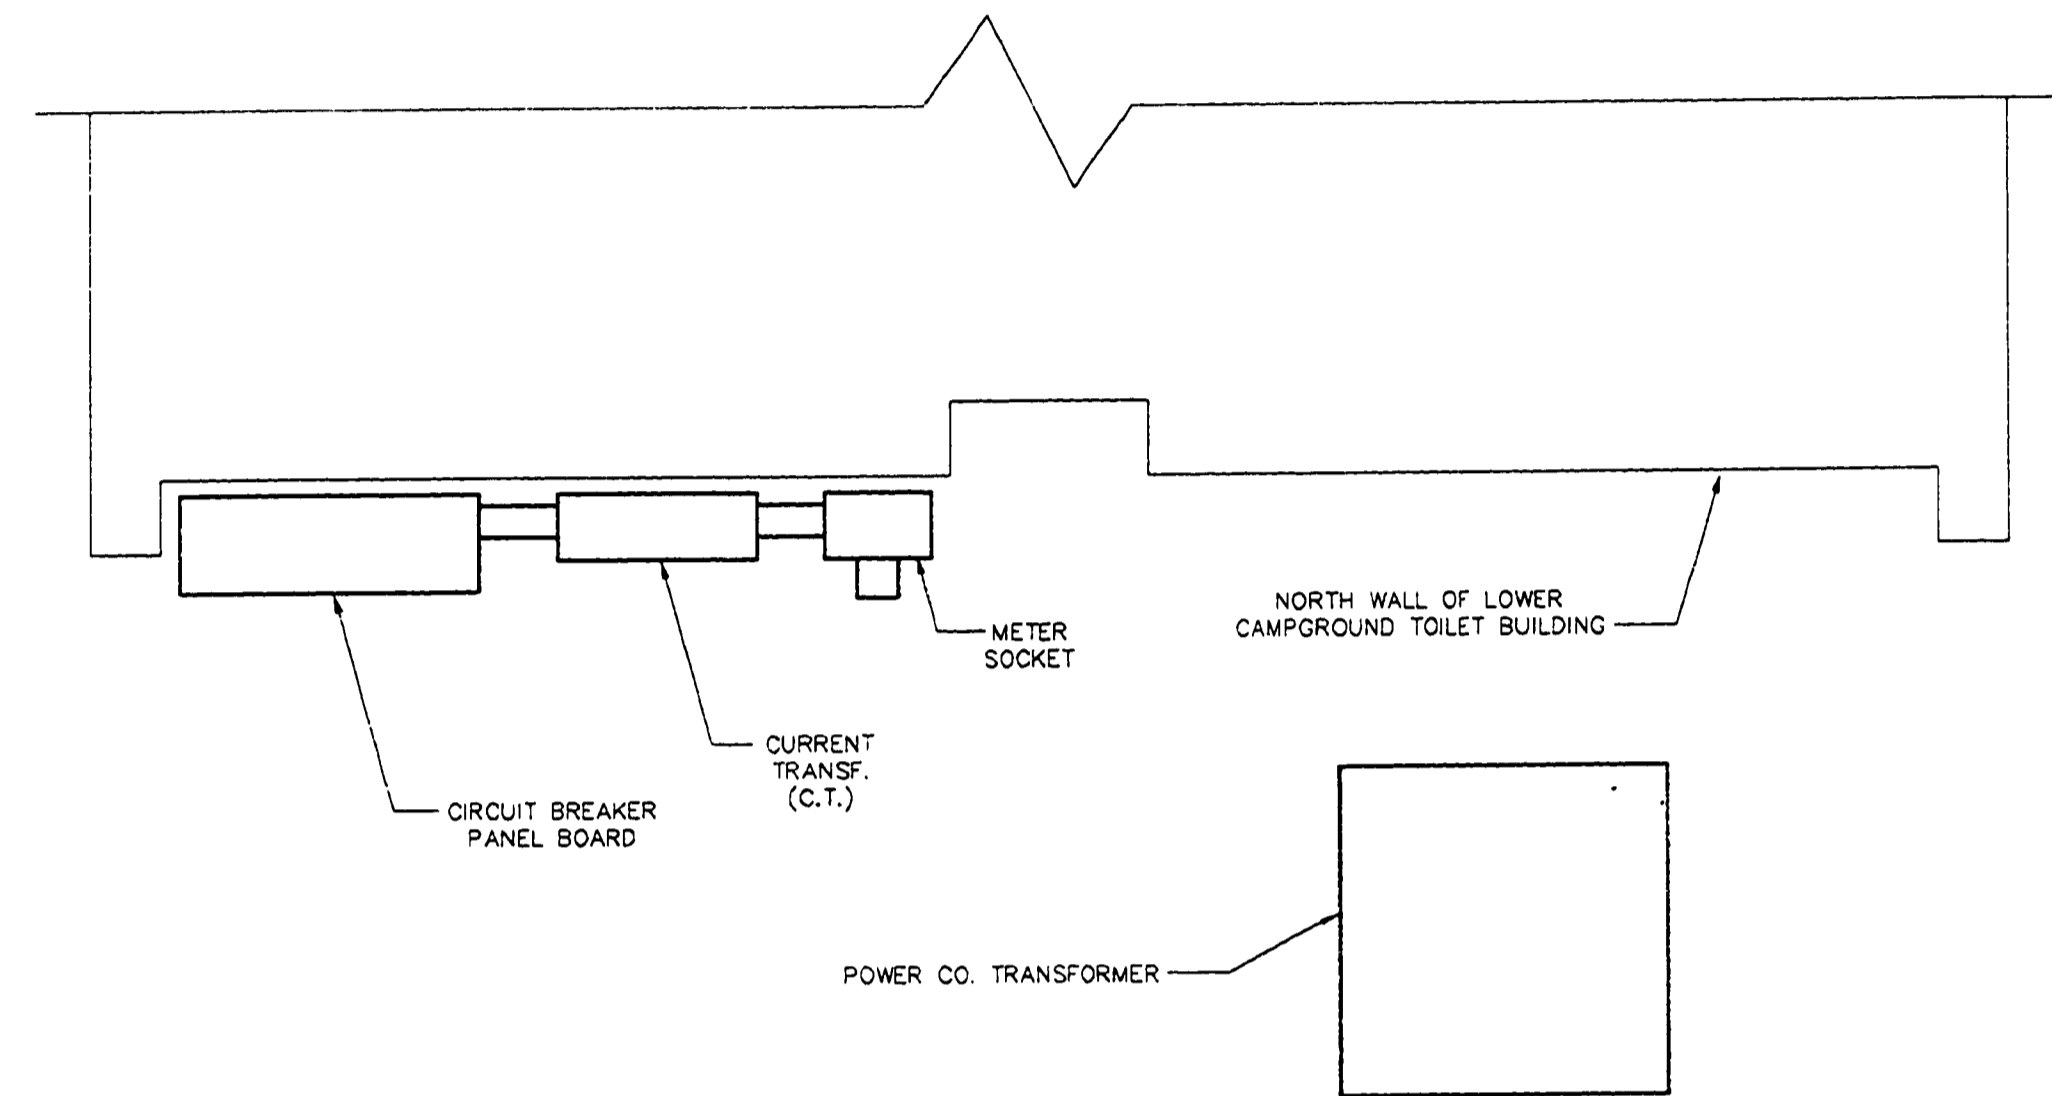 NORTH WALL OF LOWER
CAMPGROUND TOILET BUILDING
METER
SOCKET
CURRENT
TRANSF.
(C.T.)
CIRCUIT BREAKER
PANEL BOARD
POWER CO. TRANSFORMER